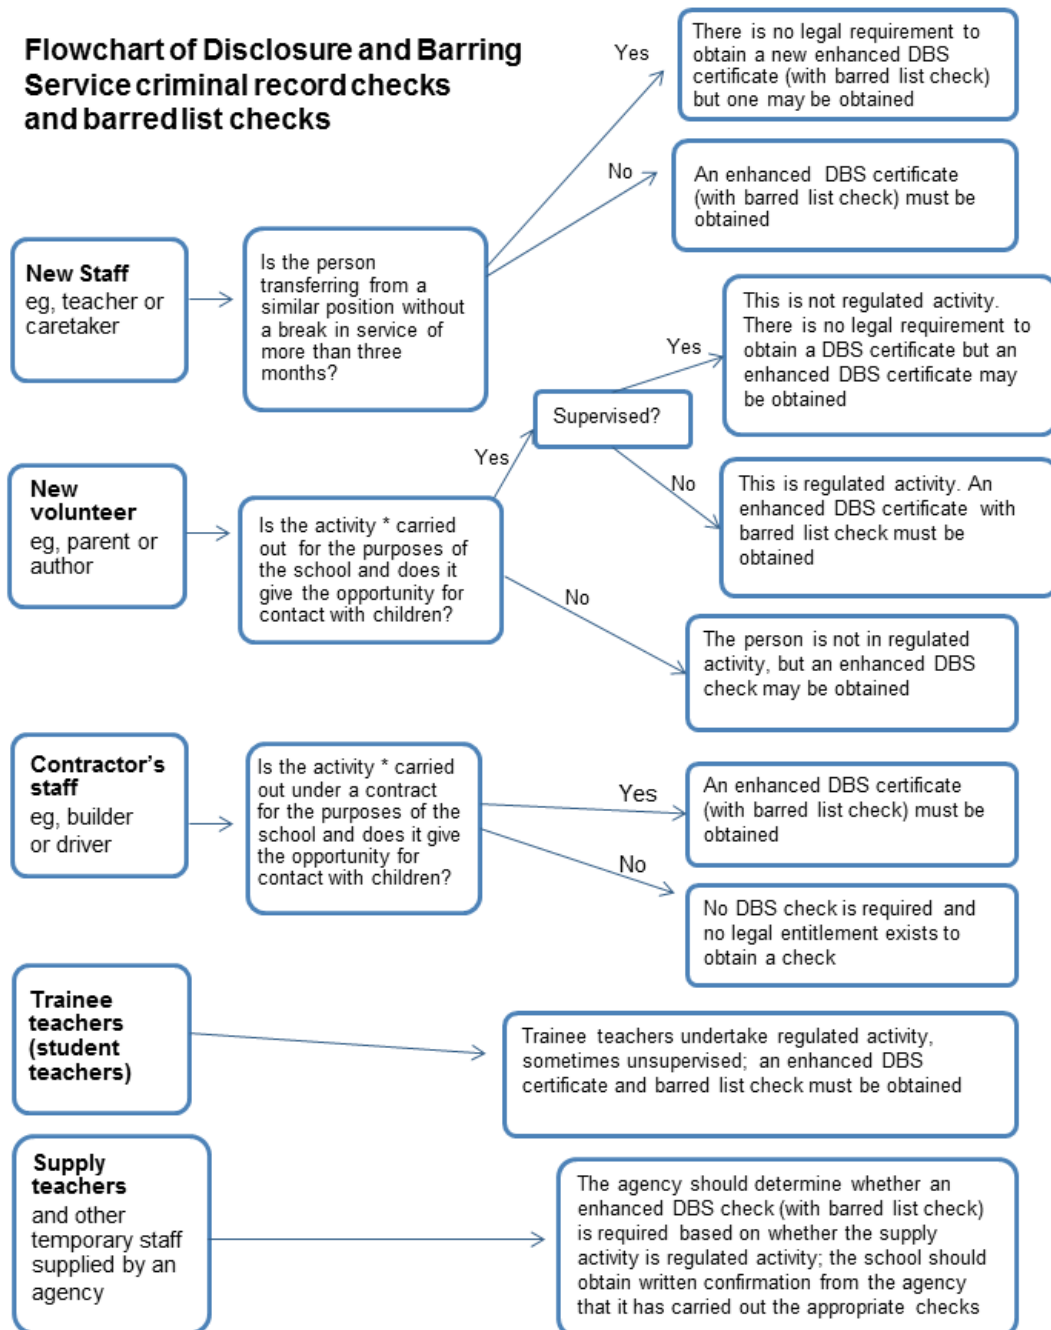 Flowchart of Disclosure and Barring
Service criminal record checks
and barred list checks
New Staff
eg, teacher or
caretaker
Is the person
transferring from a
similar position without
a break in service of
more than three
months?
Yes
There is no legal requirement to
obtain a new enhanced DBS
certificate (with barred list check)
but one may be obtained
No
An enhanced DBS certificate
(with barred list check) must be
obtained
New
volunteer
eg, parent or
author
Is the activity * carried
out for the purposes of
the school and does it
give the opportunity for
contact with children?
Yes
Supervised?
Yes
This is not regulated activity.
There is no legal requirement to
obtain a DBS certificate but an
enhanced DBS certificate may
be obtained
No
This is regulated activity. An
enhanced DBS certificate with
barred list check must be
obtained
No
The person is not in regulated
activity, but an enhanced DBS
check may be obtained
Contractor's
staff
eg, builder
or driver
Is the activity * carried
out under a contract
for the purposes of the
school and does it give
the opportunity for
contact with children?
Yes
An enhanced DBS certificate
(with barred list check) must be
obtained
No
No DBS check is required and
no legal entitlement exists to
obtain a check
Trainee
teachers
(student
teachers)
Trainee teachers undertake regulated activity,
sometimes unsupervised; an enhanced DBS
certificate and barred list check must be obtained
Supply
teachers
and other
temporary staff
supplied by an
agency
The agency should determine whether an
enhanced DBS check (with barred list check)
is required based on whether the supply
activity is regulated activity; the school should
obtain written confirmation from the agency
that it has carried out the appropriate checks